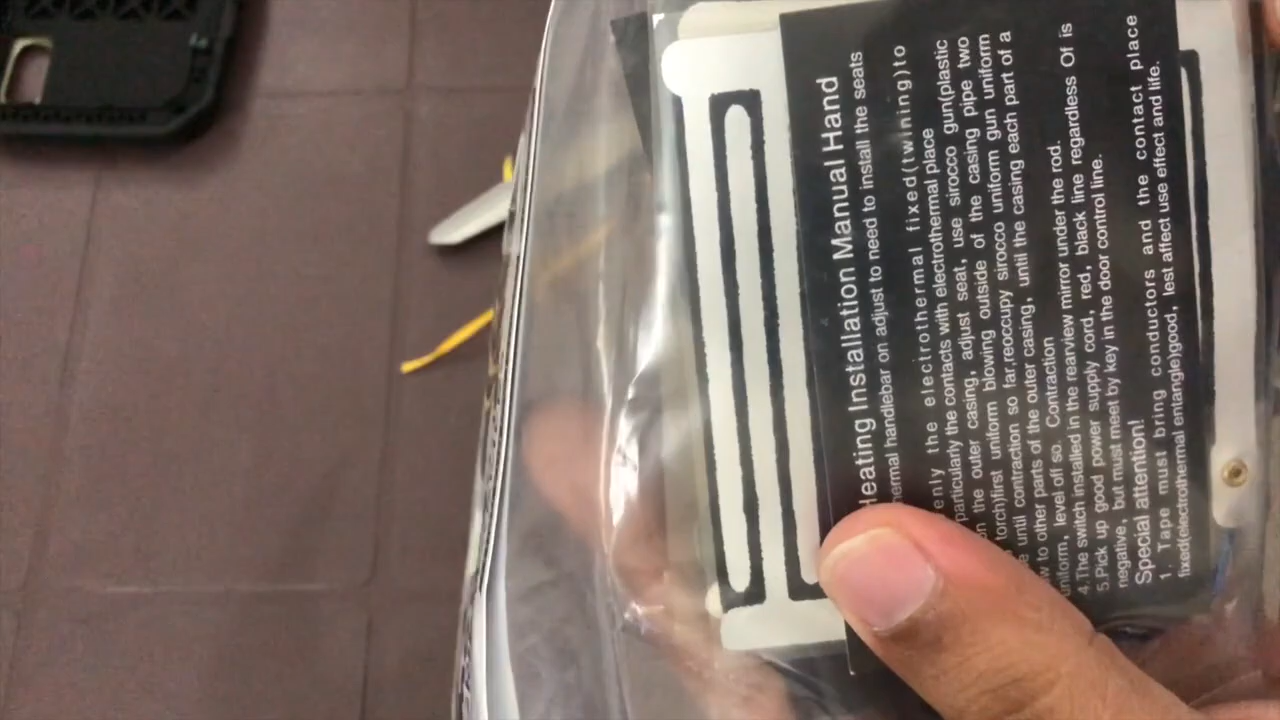 Heating Installation Manual Hand
hermal handlebar on adjust to need to install the seats
enly the electrothermal fixed(twining)to
particularly the contacts with electrothermal place
on the outer casing, adjust seat, use sirocco gun(plastic
torch)first uniform blowing outside of the casing pipe two
e until contraction so far,reoccupy sirocco uniform gun uniform
w to other parts of the outer casing, until the casing each part of a
uniform, level off so. Contraction
4.The switch installed in the rearview mirror under the rod.
5.Pick up good power supply cord, red, black line regardless Of is
negative, but must meet by key in the door control line.
Special attention!
1. Tape must bring conductors and the contact place
fixed(electrothermal entangle)good, lest affect use effect and life.